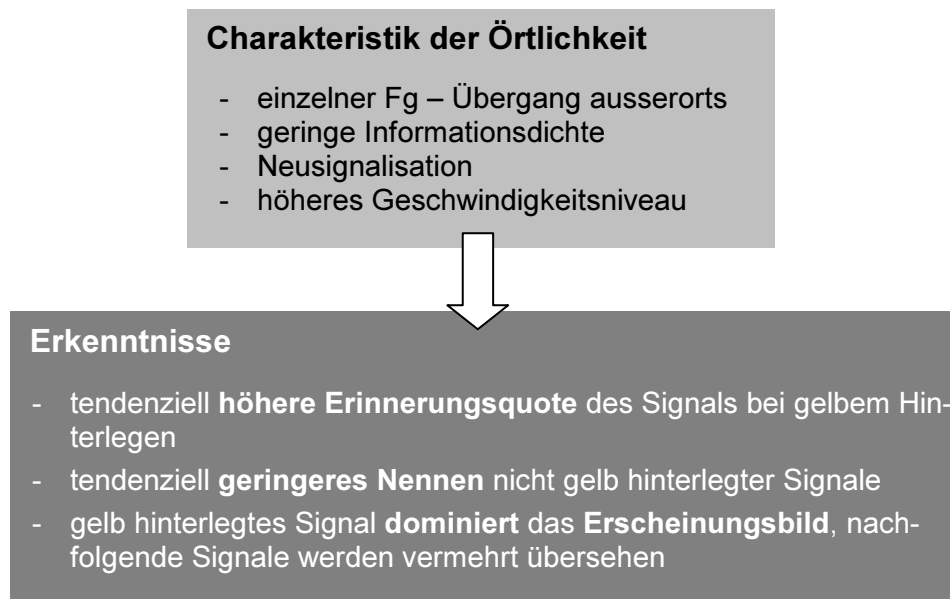 Charakteristik der Örtlichkeit
- einzelner Fg – Übergang ausserorts
- geringe Informationsdichte
- Neusignalisation
- höheres Geschwindigkeitsniveau
Erkenntnisse
- tendenziell höhere Erinnerungsquote des Signals bei gelbem Hin-
terlegen
- tendenziell geringeres Nennen nicht gelb hinterlegter Signale
- gelb hinterlegtes Signal dominiert das Erscheinungsbild, nach-
folgende Signale werden vermehrt übersehen